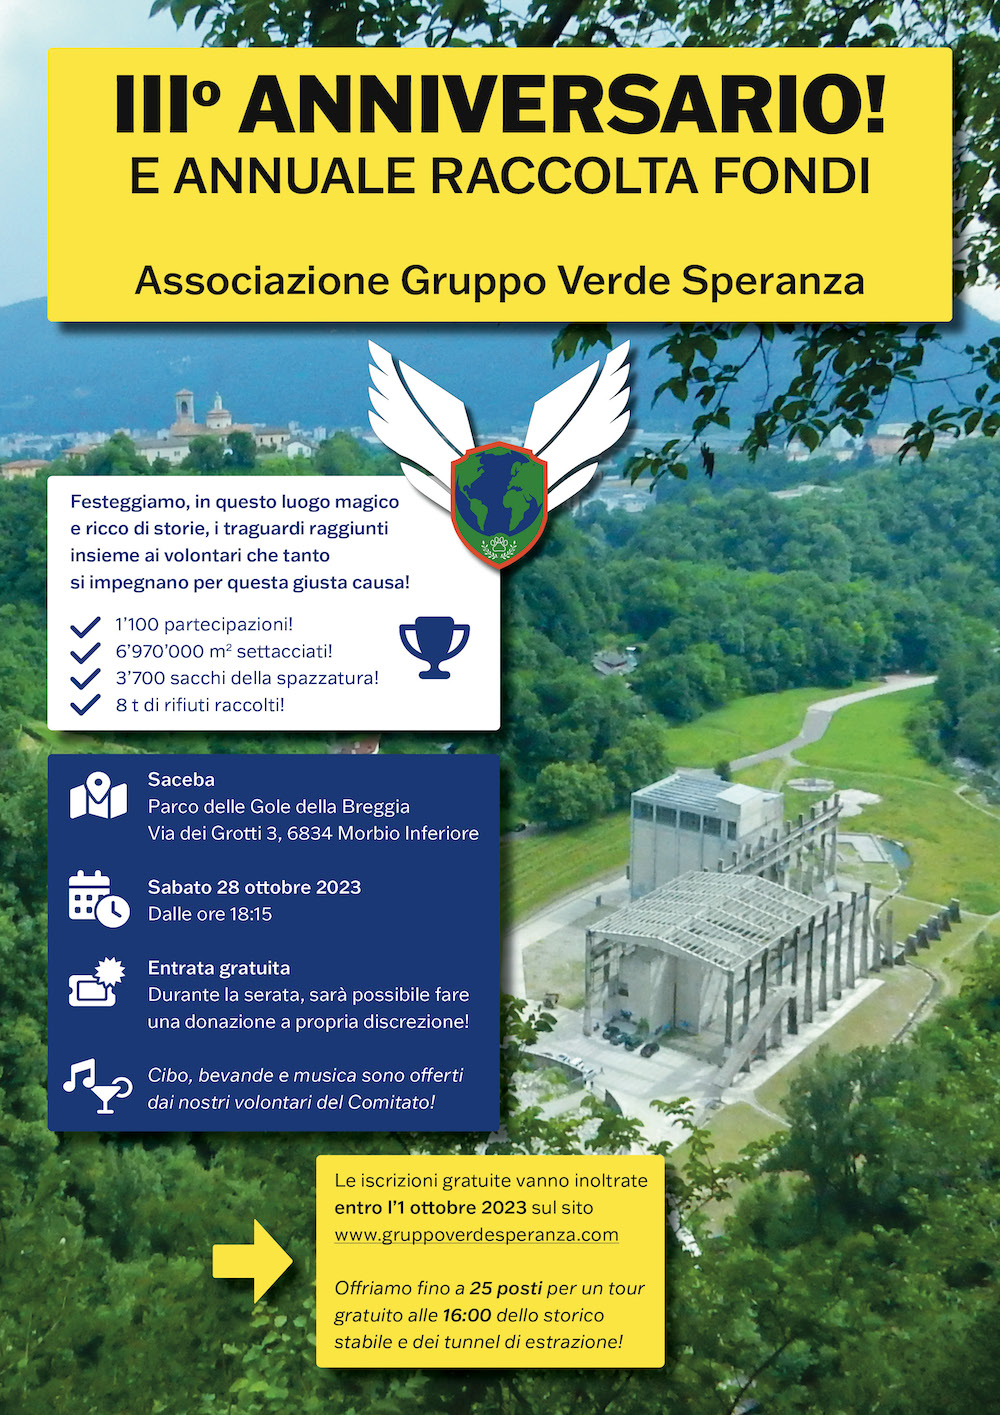 IIIº ANNIVERSARIO!
E ANNUALE RACCOLTA FONDI
Associazione Gruppo Verde Speranza
Festeggiamo, in questo luogo magico
e ricco di storie, i traguardi raggiunti
insieme ai volontari che tanto
si impegnano per questa giusta causa!
1'100 partecipazioni!
6'970'000 m² settacciati!
3'700 sacchi della spazzatura!
8 t di rifiuti raccolti!
Saceba
Parco delle Gole della Breggia
Via dei Grotti 3, 6834 Morbio Inferiore
Sabato 28 ottobre 2023
Dalle ore 18:15
Entrata gratuita
Durante la serata, sarà possibile fare
una donazione a propria discrezione!
Cibo, bevande e musica sono offerti
dai nostri volontari del Comitato!
Le iscrizioni gratuite vanno inoltrate
entro l'1 ottobre 2023 sul sito
www.gruppoverdesperanza.com
Offriamo fino a 25 posti per un tour
gratuito alle 16:00 dello storico
stabile e dei tunnel di estrazione!